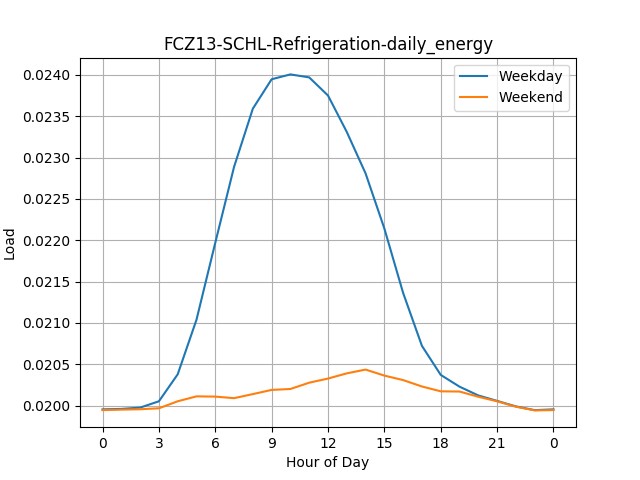 FCZ13-SCHL-Refrigeration-daily_energy
Weekday
Weekend
Load
0.0240
0.0235
0.0230
0.0225
0.0220
0.0215
0.0210
0.0205
0.0200
0 3 6 9 12 15 18 21 0
Hour of Day